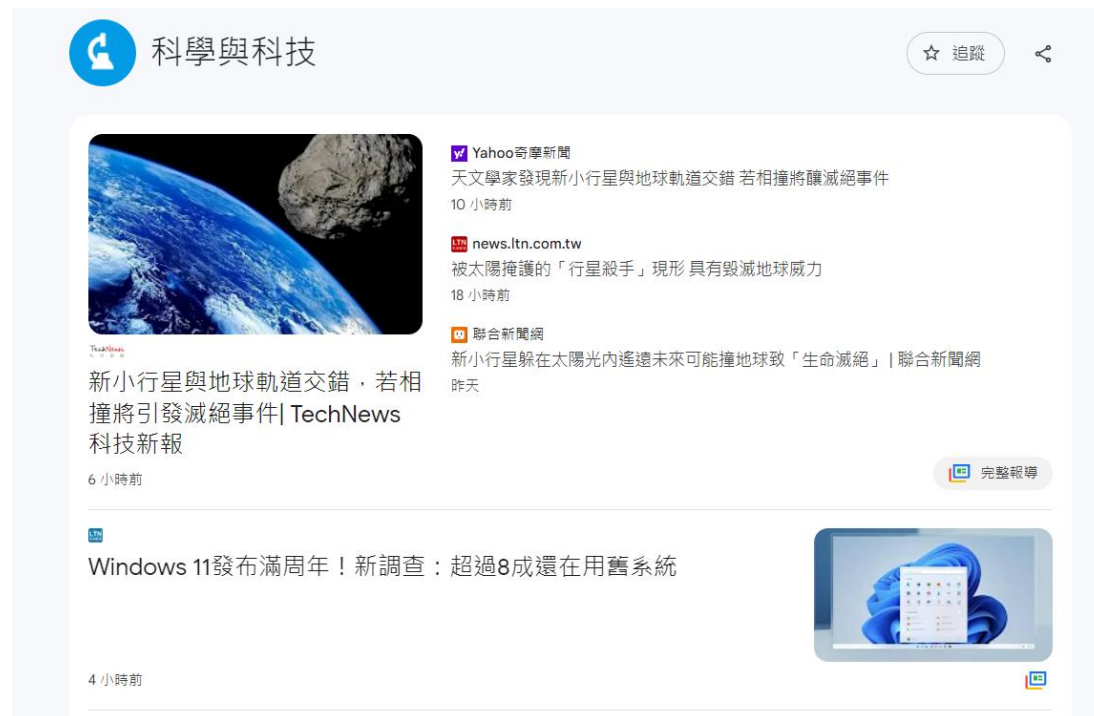 科學與科技
追蹤
Yahoo奇摩新聞
天文學家發現新小行星與地球軌道交錯 若相撞將釀滅絕事件
10 小時前
LTN news.ltn.com.tw
被太陽掩護的「行星殺手」現形 具有毀滅地球威力
18 小時前
聯合新聞網
新小行星躲在太陽光內遙遠未來可能撞地球致「生命滅絕」| 聯合新聞網
昨天
TechNews
新小行星與地球軌道交錯，若相
撞將引發滅絕事件| TechNews
科技新報
6 小時前
完整報導
LTN
Windows 11發布滿周年！新調查：超過8成還在用舊系統
4 小時前